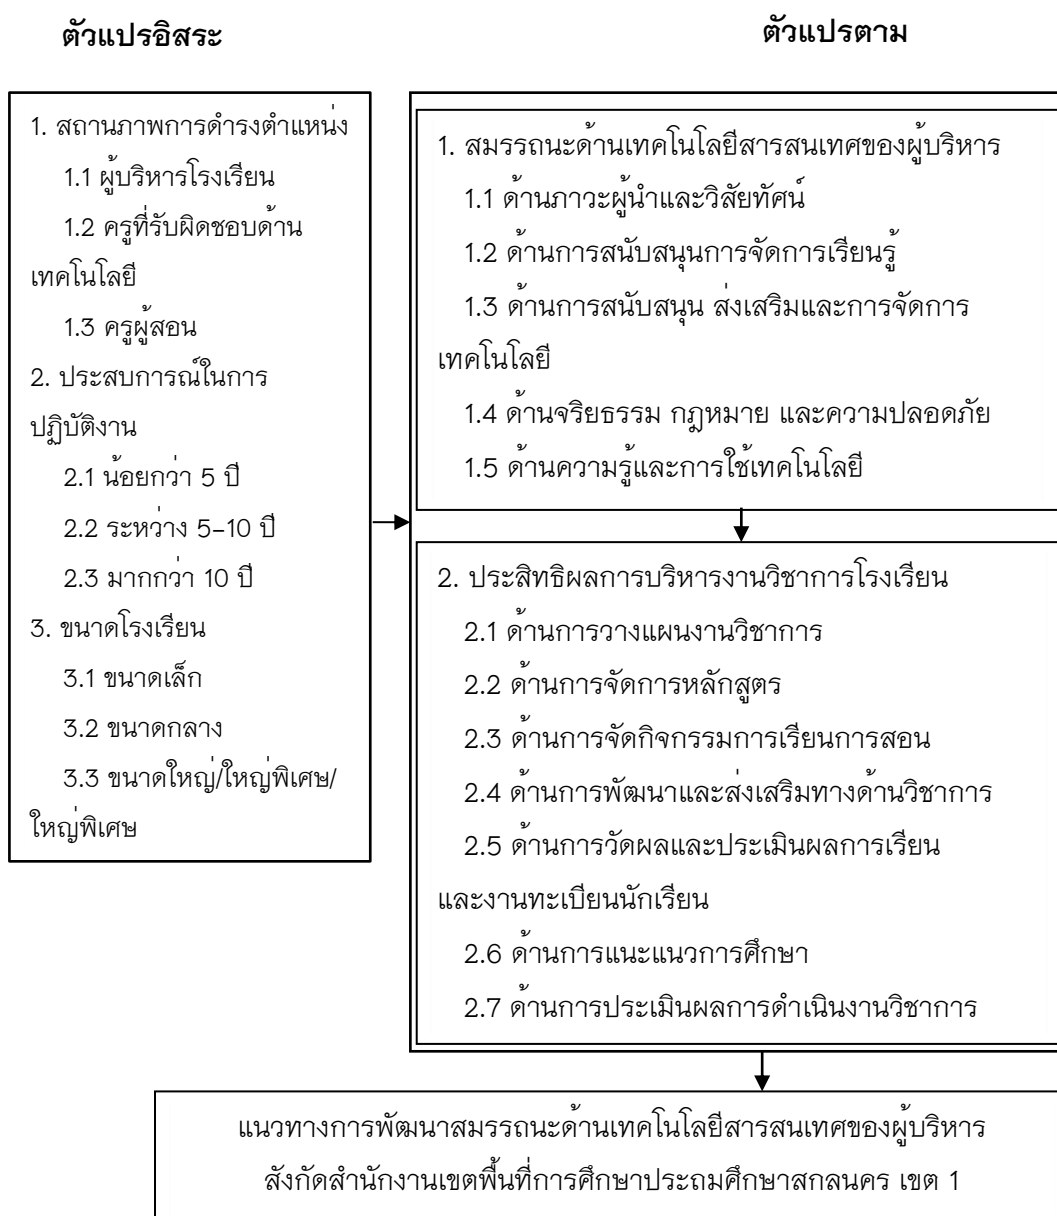 ตัวแปรอิสระ
ตัวแปรตาม
1. สถานภาพการดำรงตำแหน่ง
1.1 ผู้บริหารโรงเรียน
1.2 ครูที่รับผิดชอบด้าน
เทคโนโลยี
1.3 ครูผู้สอน
2. ประสบการณ์ในการ
ปฏิบัติงาน
2.1 น้อยกว่า 5 ปี
2.2 ระหว่าง 5–10 ปี
2.3 มากกว่า 10 ปี
3. ขนาดโรงเรียน
3.1 ขนาดเล็ก
3.2 ขนาดกลาง
3.3 ขนาดใหญ่/ใหญ่พิเศษ/
ใหญ่พิเศษ
1. สมรรถนะด้านเทคโนโลยีสารสนเทศของผู้บริหาร
1.1 ด้านภาวะผู้นำและวิสัยทัศน์
1.2 ด้านการสนับสนุนการจัดการเรียนรู้
1.3 ด้านการสนับสนุน ส่งเสริมและการจัดการ
เทคโนโลยี
1.4 ด้านจริยธรรม กฎหมาย และความปลอดภัย
1.5 ด้านความรู้และการใช้เทคโนโลยี
2. ประสิทธิผลการบริหารงานวิชาการโรงเรียน
2.1 ด้านการวางแผนงานวิชาการ
2.2 ด้านการจัดการหลักสูตร
2.3 ด้านการจัดกิจกรรมการเรียนการสอน
2.4 ด้านการพัฒนาและส่งเสริมทางด้านวิชาการ
2.5 ด้านการวัดผลและประเมินผลการเรียน
และงานทะเบียนนักเรียน
2.6 ด้านการแนะแนวการศึกษา
2.7 ด้านการประเมินผลการดำเนินงานวิชาการ
แนวทางการพัฒนาสมรรถนะด้านเทคโนโลยีสารสนเทศของผู้บริหาร
สังกัดสำนักงานเขตพื้นที่การศึกษาประถมศึกษาสกลนคร เขต 1